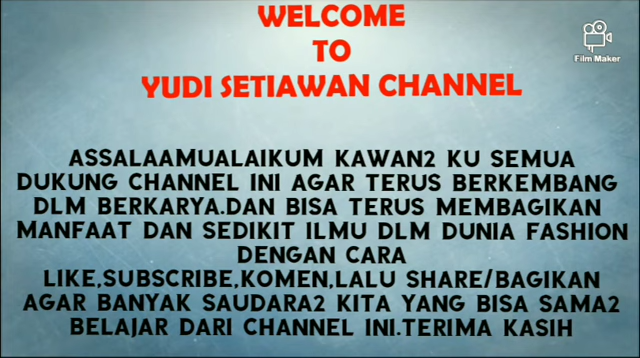 WELCOME
TO
YUDI SETIAWAN CHANNEL
Film Maker
ASSALAAMUALAIKUM KAWAN2 KU SEMUA
DUKUNG CHANNEL INI AGAR TERUS BERKEMBANG
DLM BERKARYA.DAN BISA TERUS MEMBAGIKAN
MANFAAT DAN SEDIKIT ILMU DLM DUNIA FASHION
DENGAN CARA
LIKE,SUBSCRIBE,KOMEN,LALU SHARE/BAGIKAN
AGAR BANYAK SAUDARA2 KITA YANG BISA SAMA2
BELAJAR DARI CHANNEL INI.TERIMA KASIH